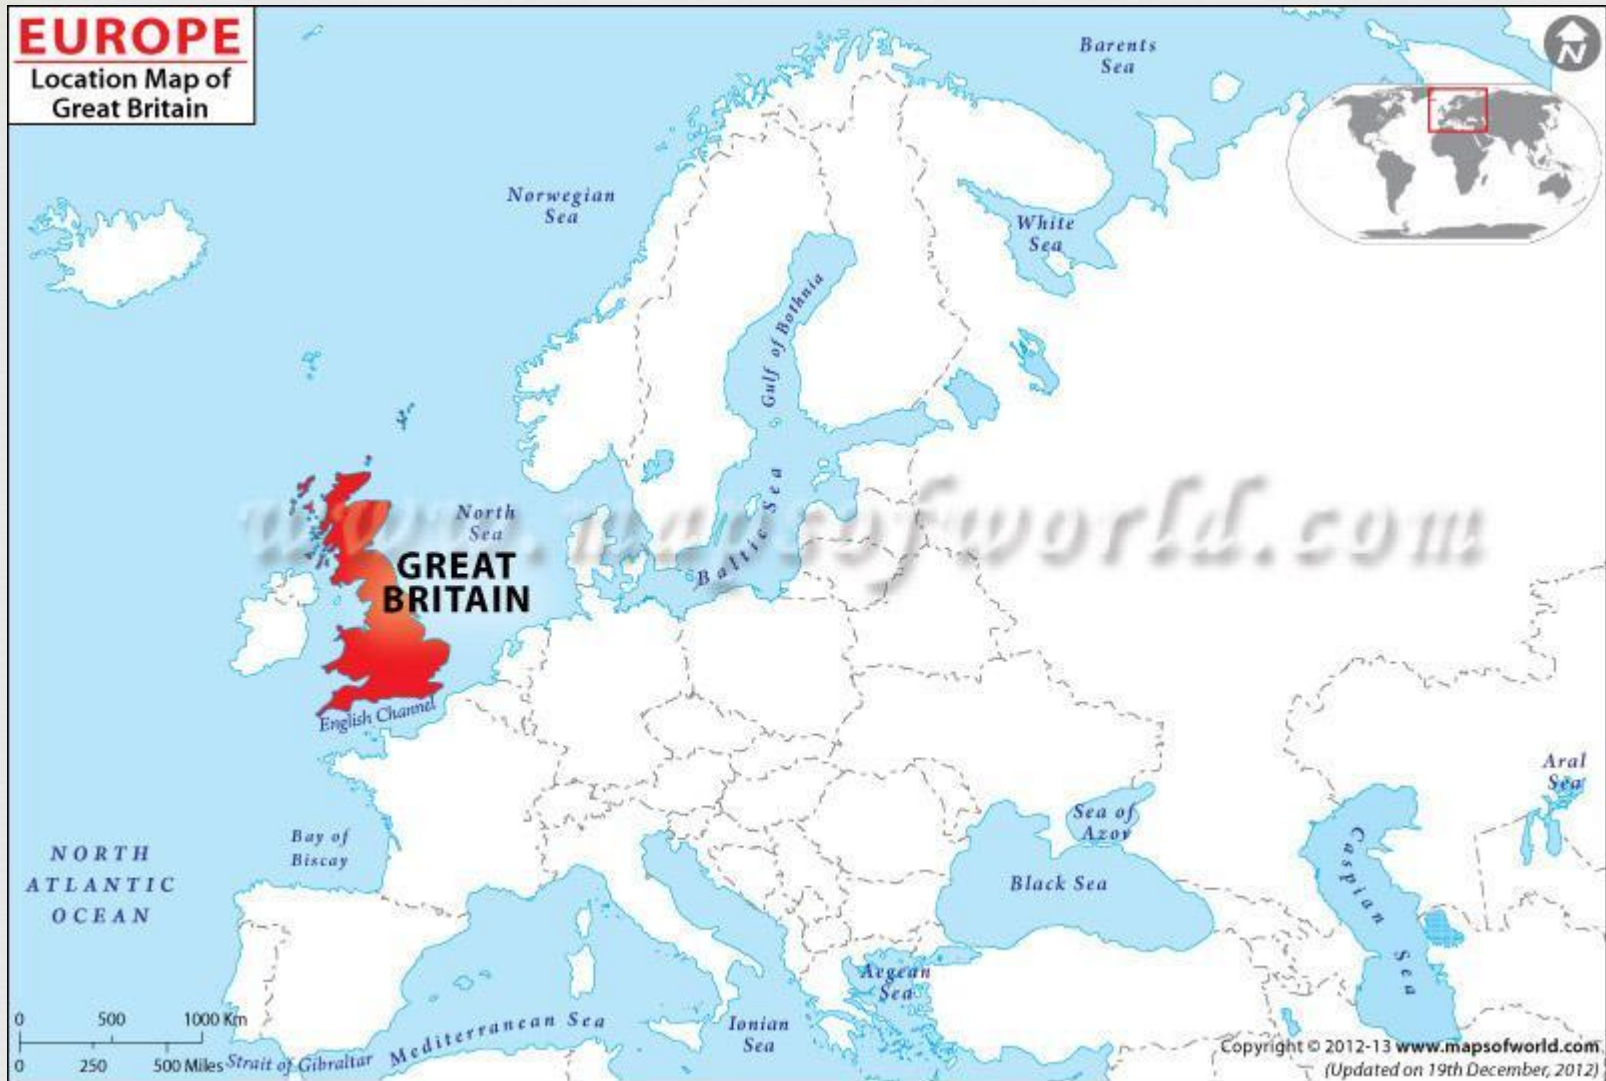 EUROPE
Location Map of
Great Britain
N
Barents
Sea
Norwegian
Sea
White
Sea
Gulf of Bothnia
North
Sea
Baltic Sea
www.mapsofworld.com
GREAT
BRITAIN
English Channel
Aral
Sea
Sea of
Azov
Bay of
Biscay
NORTH
ATLANTIC
OCEAN
Black Sea
Caspian Sea
Aegean
Sea
Ionian
Sea
Mediterranean Sea
Strait of Gibraltar
0 500 1000 Km
0 250 500 Miles
Copyright © 2012-13 www.mapsofworld.com
(Updated on 19th December, 2012)